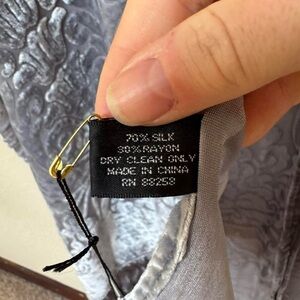 70% SILK
30% RAYON
DRY CLEAN ONLY
MADE IN CHINA
RN 88258